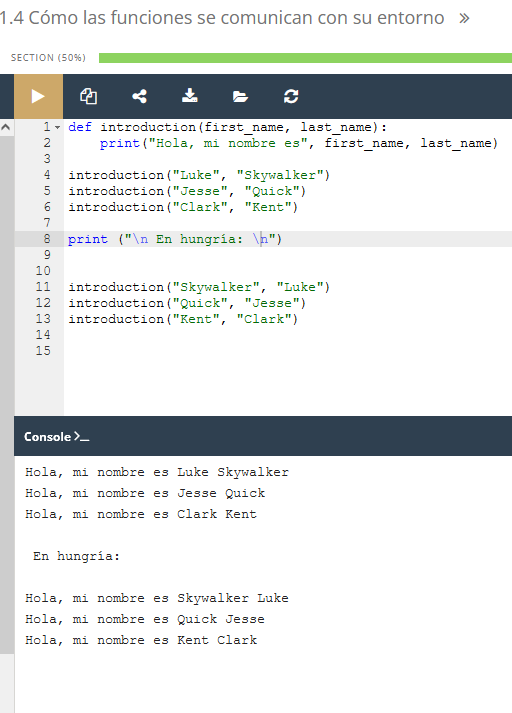 1.4 Cómo las funciones se comunican con su entorno »
SECTION (50%)
1 def introduction(first_name, last_name):
2     print("Hola, mi nombre es", first_name, last_name)
3
4 introduction("Luke", "Skywalker")
5 introduction("Jesse", "Quick")
6 introduction("Clark", "Kent")
7
8 print ("\n En hungría: \n")
9
10
11 introduction("Skywalker", "Luke")
12 introduction("Quick", "Jesse")
13 introduction("Kent", "Clark")
14
15
Console >_
Hola, mi nombre es Luke Skywalker
Hola, mi nombre es Jesse Quick
Hola, mi nombre es Clark Kent
En hungría:
Hola, mi nombre es Skywalker Luke
Hola, mi nombre es Quick Jesse
Hola, mi nombre es Kent Clark